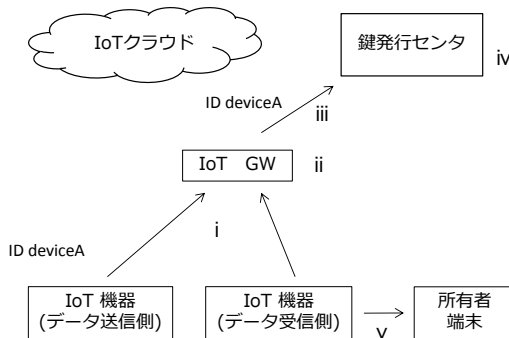 IoTクラウド
鍵発行センタ
iv
ID deviceA
iii
IoT GW
ii
i
ID deviceA
IoT 機器
(データ送信側)
IoT 機器
(データ受信側)
v
所有者
端末